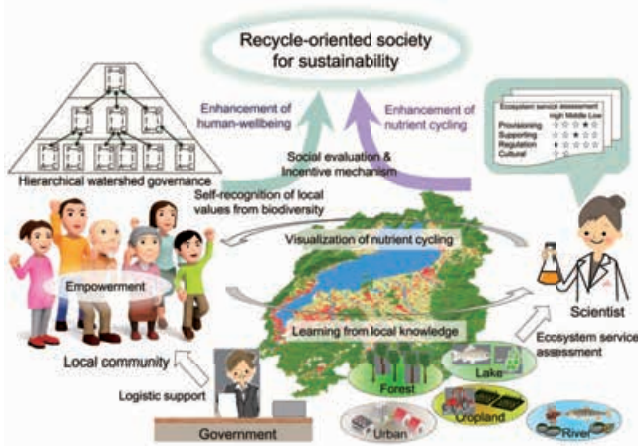 Recycle-oriented society
for sustainability
Enhancement of
human-wellbeing
Enhancement of
nutrient cycling
Ecosystem service assessment
high Middle Low
Provisioning
Supporting
Regulation
Cultural
Social evaluation &
Incentive mechanism
Hierarchical watershed governance
Self-recognition of local
values from biodiversity
Visualization of nutrient cycling
Empowerment
Scientist
Learning from local knowledge
Ecosystem service
assessment
Local community
Logistic support
Forest
Lake
Government
Urban
Cropland
River